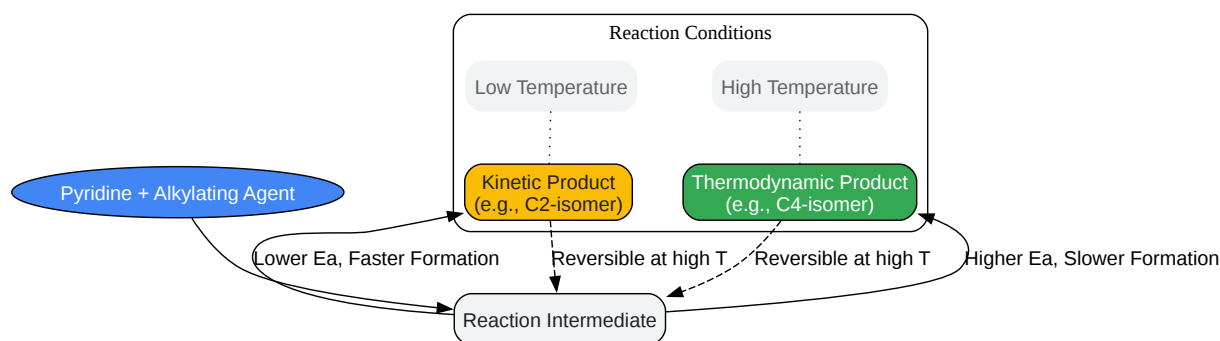 Reaction Conditions
Low Temperature
High Temperature
Pyridine + Alkylating Agent
Kinetic Product
(e.g., C2-isomer)
Thermodynamic Product
(e.g., C4-isomer)
Lower Ea, Faster Formation
Reversible at high T
Reversible at high T
Higher Ea, Slower Formation
Reaction Intermediate